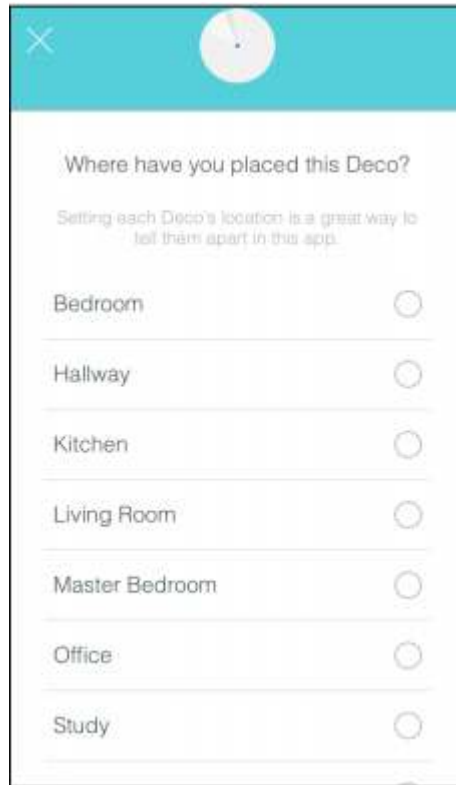 Where have you placed this Deco?
Setting each Deco's location is a great way to
tell them apart in this app.
Bedroom
Hallway
Kitchen
Living Room
Master Bedroom
Office
Study